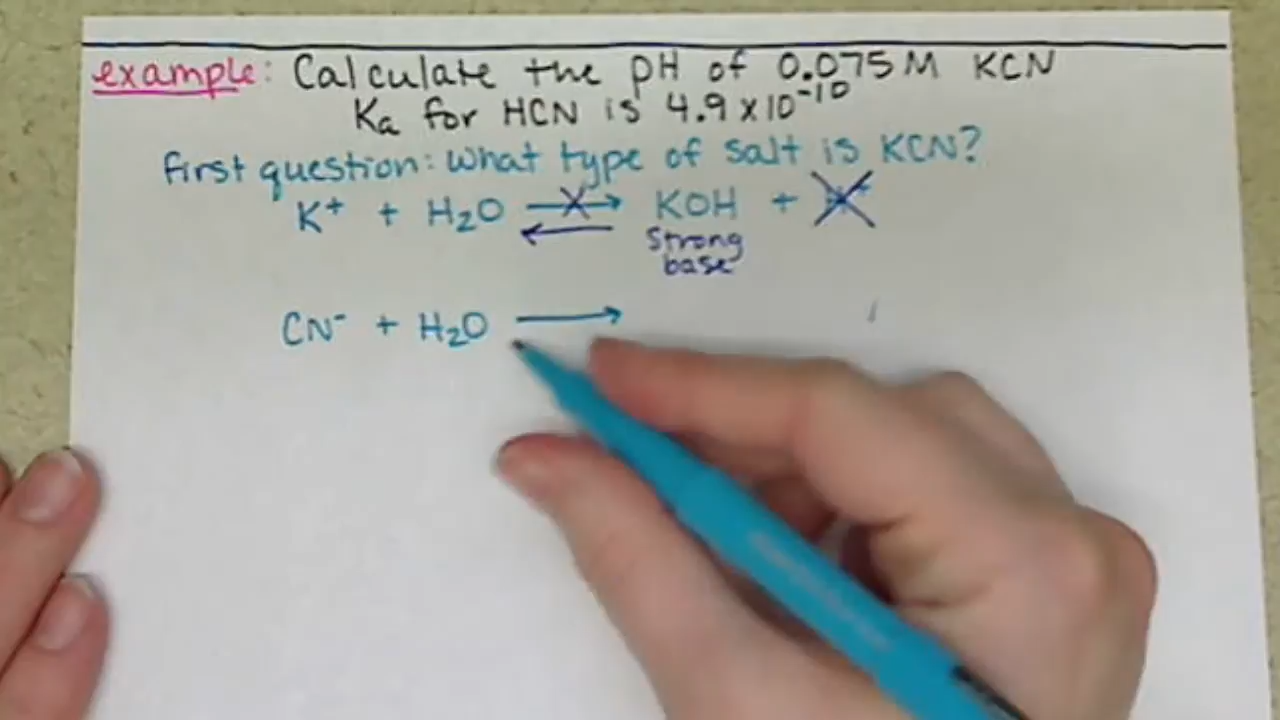 example: Calculate the pH of 0.075 M KCN
Ka for HCN is 4.9 x 10⁻¹⁰
First question: What type of salt is KCN?
K⁺ + H₂O ⇌ KOH +
Strong
base
CN⁻ + H₂O →